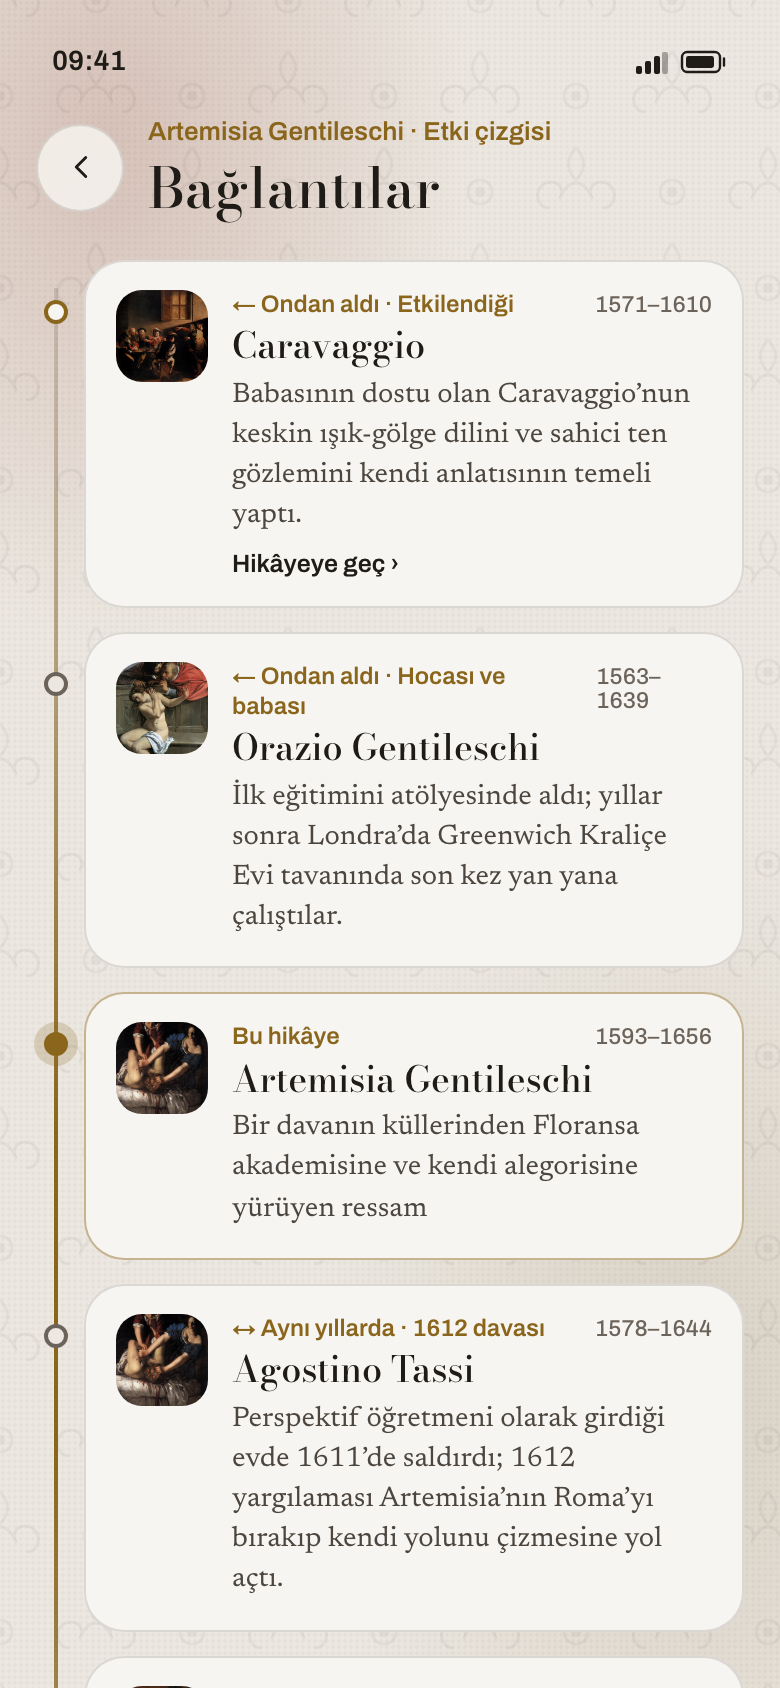 09:41
Artemisia Gentileschi · Etki çizgisi
Bağlantılar
← Ondan aldı · Etkilendiği
1571–1610
Caravaggio
Babasının dostu olan Caravaggio’nun
keskin ışık-gölge dilini ve sahici ten
gözlemini kendi anlatısının temeli
yaptı.
Hikâyeye geç ›
← Ondan aldı · Hocası ve
babası
1563–
1639
Orazio Gentileschi
İlk eğitimini atölyesinde aldı; yıllar
sonra Londra’da Greenwich Kraliçe
Evi tavanında son kez yan yana
çalıştılar.
Bu hikâye
1593–1656
Artemisia Gentileschi
Bir davanın küllerinden Floransa
akademisine ve kendi alegorisine
yürüyen ressam
↔ Aynı yıllarda · 1612 davası
1578–1644
Agostino Tassi
Perspektif öğretmeni olarak girdiği
evde 1611’de saldırdı; 1612
yargılaması Artemisia’nın Roma’yı
bırakıp kendi yolunu çizmesine yol
açtı.